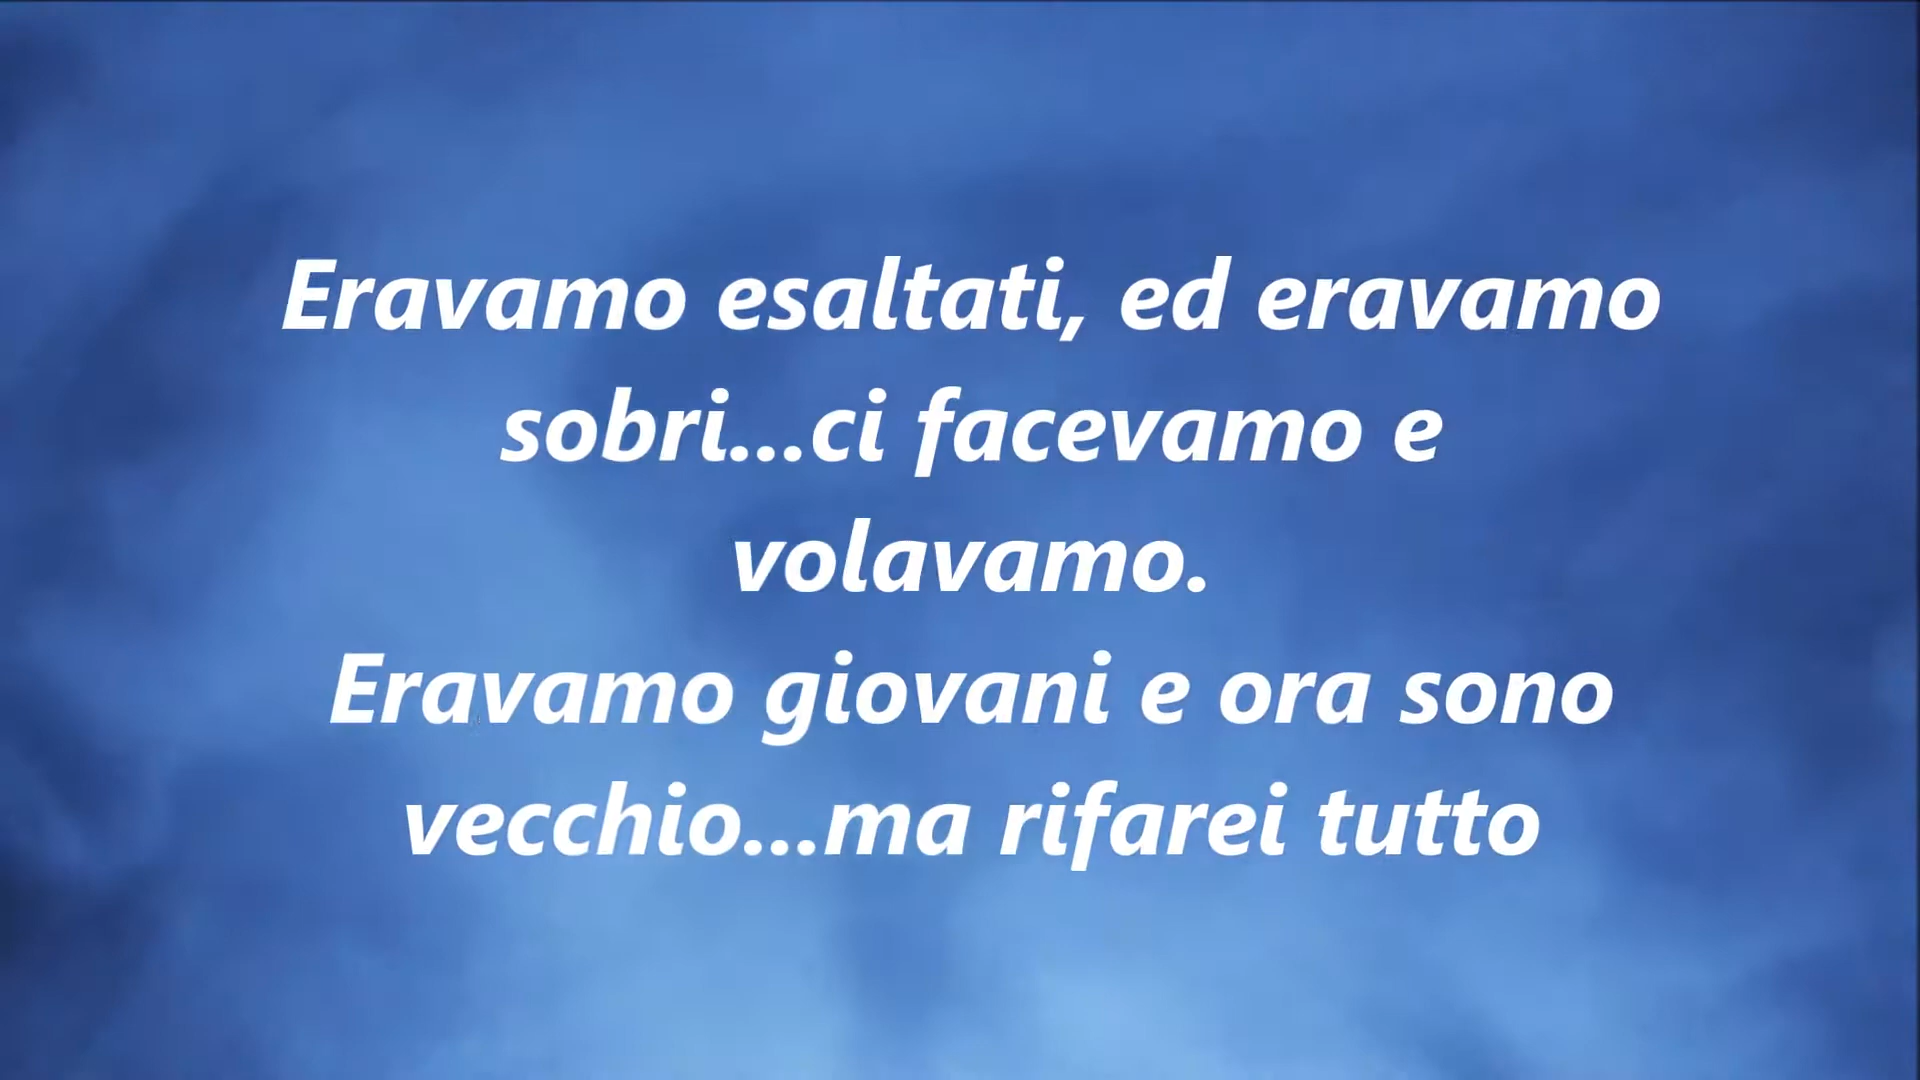 Eravamo esaltati, ed eravamo
sobri...ci facevamo e
volavamo.
Eravamo giovani e ora sono
vecchio...ma rifarei tutto